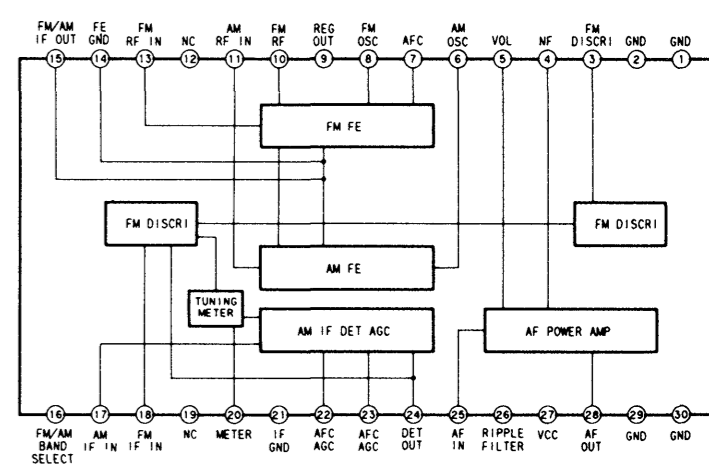 FM/AM
IF OUT
FE
GND
FM
RF IN
NC
AM
RF IN
FM
RF
REG
OUT
FM
OSC
AFC
AM
OSC
VOL
NF
FM
DISCRI
GND
GND
15
14
13
12
11
10
9
8
7
6
5
4
3
2
1
FM FE
FM DISCRI
FM DISCRI
AM FE
TUNING
METER
AM IF DET AGC
AF POWER AMP
16
17
18
19
20
21
22
23
24
25
26
27
28
29
30
FM/AM
BAND
SELECT
AM
IF IN
FM
IF IN
NC
METER
IF
GND
AFC
AGC
AFC
AGC
DET
OUT
AF
IN
RIPPLE
FILTER
VCC
AF
OUT
GND
GND